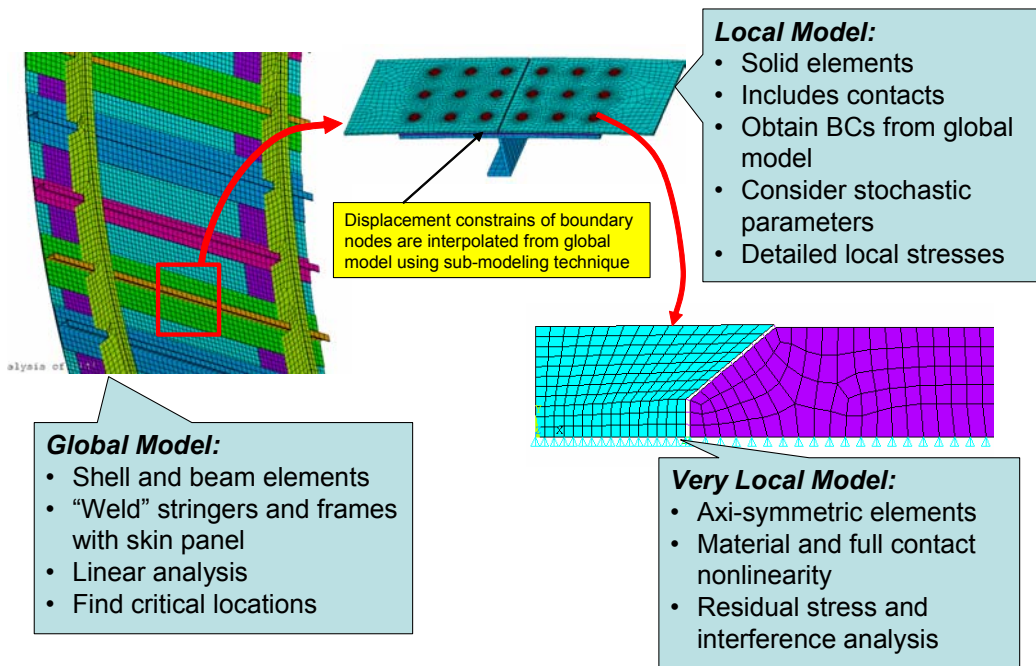 Local Model:
• Solid elements
• Includes contacts
• Obtain BCs from global
model
• Consider stochastic
parameters
• Detailed local stresses
Displacement constrains of boundary
nodes are interpolated from global
model using sub-modeling technique
alysis of
X
Global Model:
• Shell and beam elements
• “Weld” stringers and frames
with skin panel
• Linear analysis
• Find critical locations
Very Local Model:
• Axi-symmetric elements
• Material and full contact
nonlinearity
• Residual stress and
interference analysis